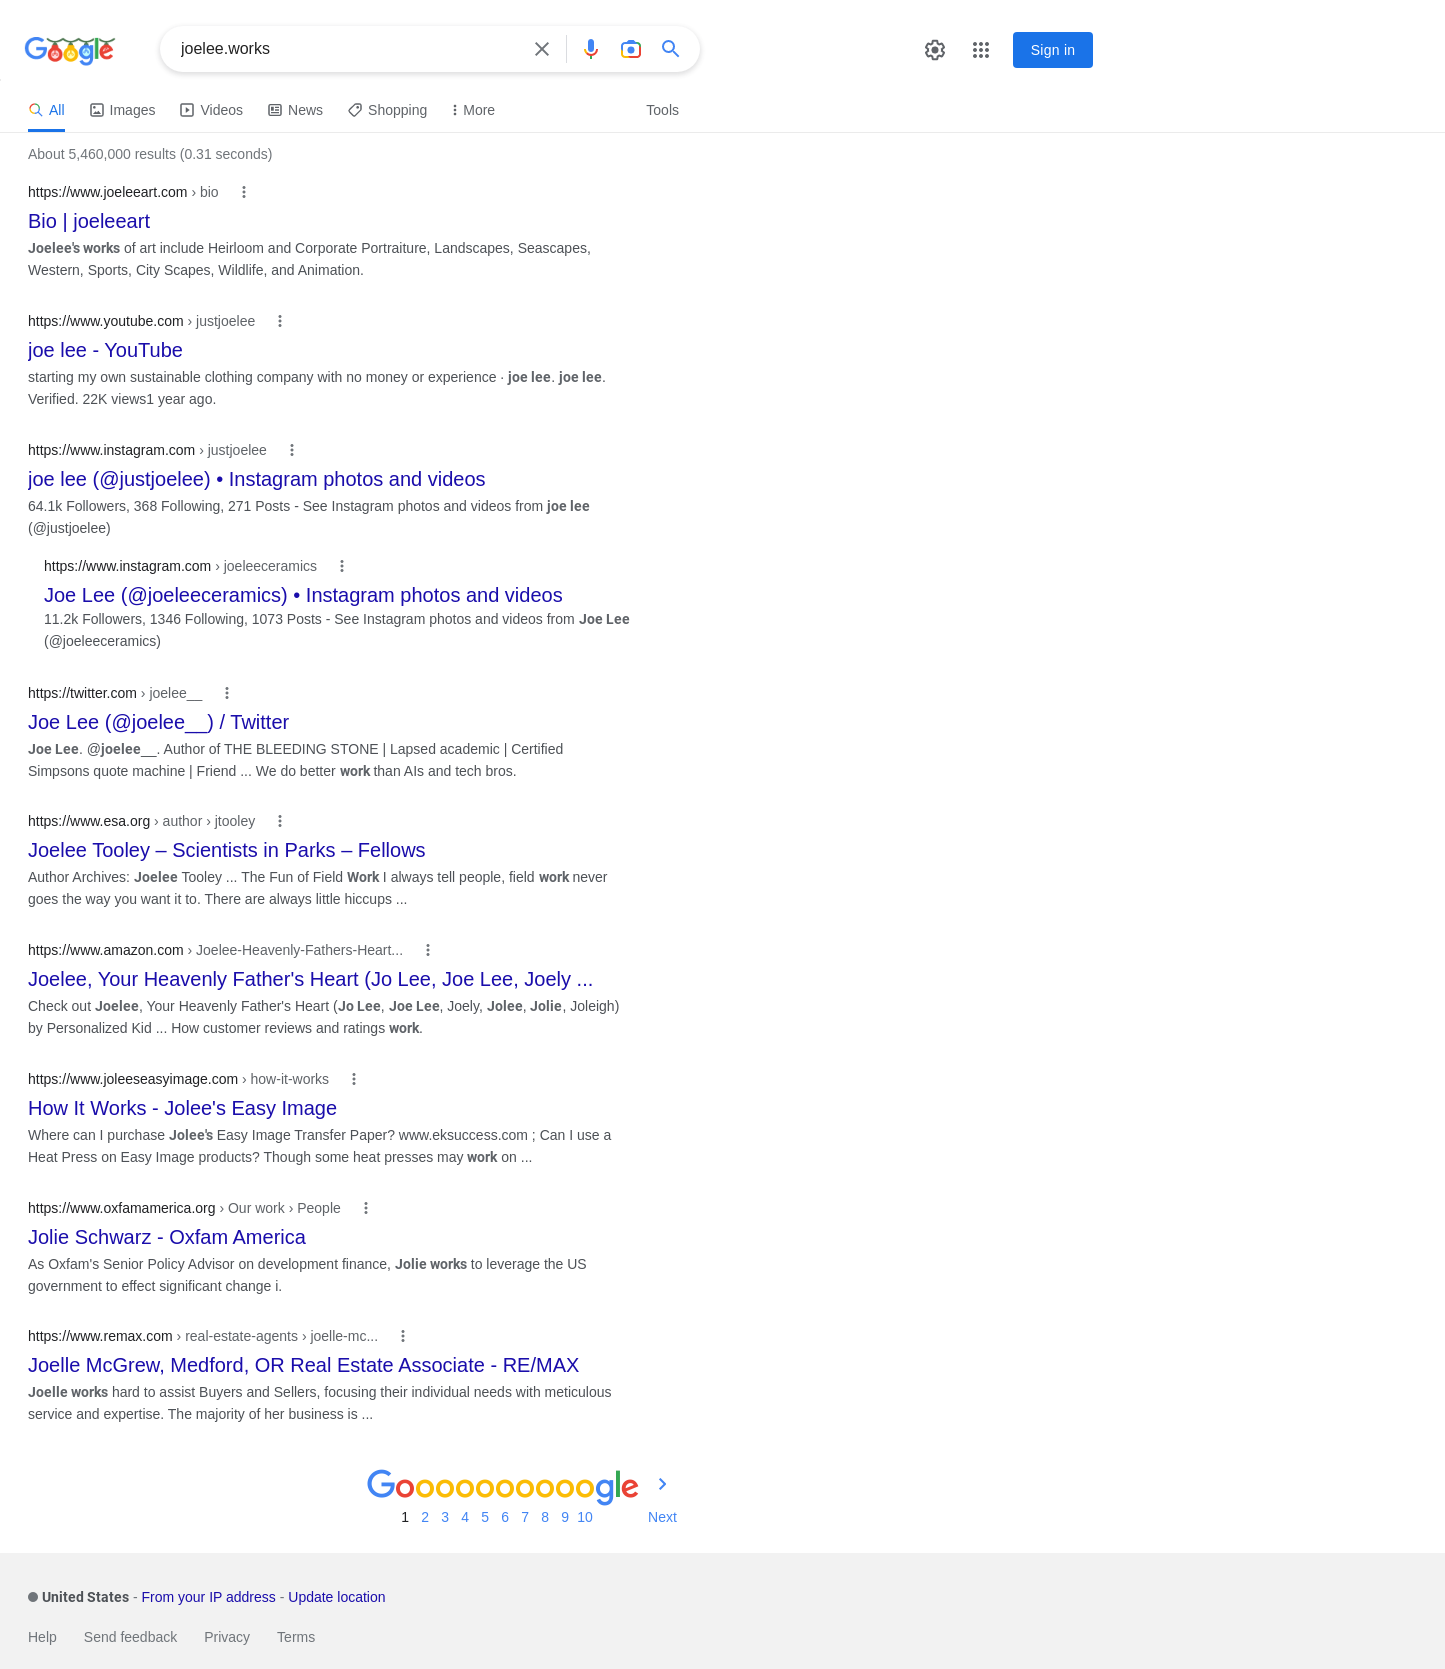 Google
joelee.works
Sign in
All Images Videos News Shopping More Tools
About 5,460,000 results (0.31 seconds)
https://www.joeleeart.com › bio
Bio | joeleeart
Joelee's works of art include Heirloom and Corporate Portraiture, Landscapes, Seascapes,
Western, Sports, City Scapes, Wildlife, and Animation.
https://www.youtube.com › justjoelee
joe lee - YouTube
starting my own sustainable clothing company with no money or experience · joe lee. joe lee.
Verified. 22K views1 year ago.
https://www.instagram.com › justjoelee
joe lee (@justjoelee) • Instagram photos and videos
64.1k Followers, 368 Following, 271 Posts - See Instagram photos and videos from joe lee
(@justjoelee)
https://www.instagram.com › joeleeceramics
Joe Lee (@joeleeceramics) • Instagram photos and videos
11.2k Followers, 1346 Following, 1073 Posts - See Instagram photos and videos from Joe Lee
(@joeleeceramics)
https://twitter.com › joelee__
Joe Lee (@joelee__) / Twitter
Joe Lee. @joelee__. Author of THE BLEEDING STONE | Lapsed academic | Certified
Simpsons quote machine | Friend ... We do better work than AIs and tech bros.
https://www.esa.org › author › jtooley
Joelee Tooley – Scientists in Parks – Fellows
Author Archives: Joelee Tooley ... The Fun of Field Work I always tell people, field work never
goes the way you want it to. There are always little hiccups ...
https://www.amazon.com › Joelee-Heavenly-Fathers-Heart...
Joelee, Your Heavenly Father's Heart (Jo Lee, Joe Lee, Joely ...
Check out Joelee, Your Heavenly Father's Heart (Jo Lee, Joe Lee, Joely, Jolee, Jolie, Joleigh)
by Personalized Kid ... How customer reviews and ratings work.
https://www.joleeseasyimage.com › how-it-works
How It Works - Jolee's Easy Image
Where can I purchase Jolee's Easy Image Transfer Paper? www.eksuccess.com ; Can I use a
Heat Press on Easy Image products? Though some heat presses may work on ...
https://www.oxfamamerica.org › Our work › People
Jolie Schwarz - Oxfam America
As Oxfam's Senior Policy Advisor on development finance, Jolie works to leverage the US
government to effect significant change i.
https://www.remax.com › real-estate-agents › joelle-mc...
Joelle McGrew, Medford, OR Real Estate Associate - RE/MAX
Joelle works hard to assist Buyers and Sellers, focusing their individual needs with meticulous
service and expertise. The majority of her business is ...
Goooooooooogle
1 2 3 4 5 6 7 8 9 10 Next
United States - From your IP address - Update location
Help Send feedback Privacy Terms